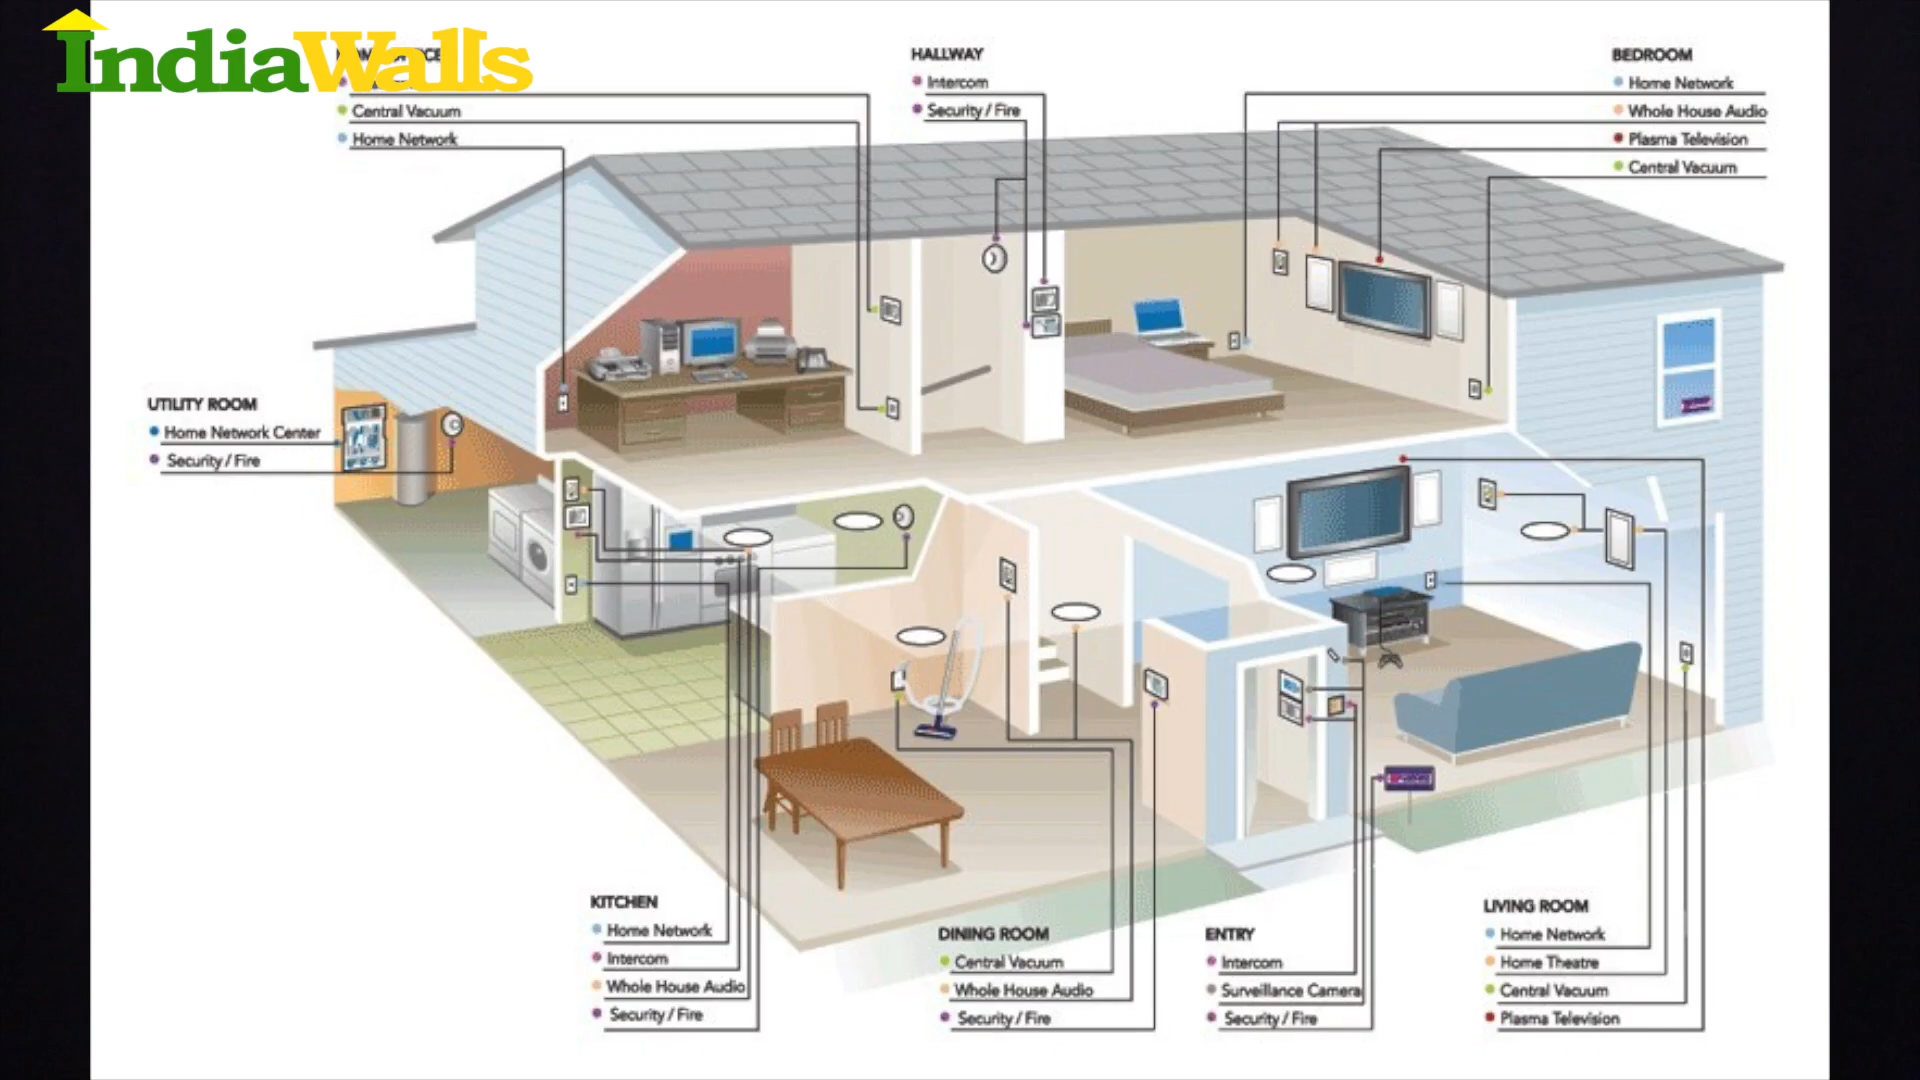 IndiaWalls
Central Vacuum
Home Network
HALLWAY
Intercom
Security / Fire
BEDROOM
Home Network
Whole House Audio
Plasma Television
Central Vacuum
UTILITY ROOM
Home Network Center
Security / Fire
KITCHEN
Home Network
Intercom
Whole House Audio
Security / Fire
DINING ROOM
Central Vacuum
Whole House Audio
Security / Fire
ENTRY
Intercom
Surveillance Camera
Security / Fire
LIVING ROOM
Home Network
Home Theatre
Central Vacuum
Plasma Television